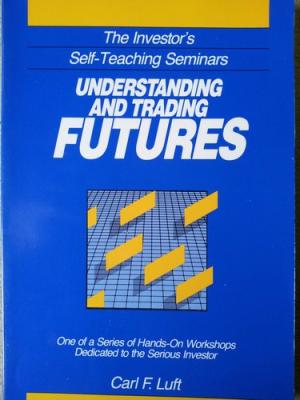 The Investor's
Self-Teaching Seminars
UNDERSTANDING
AND TRADING
FUTURES
One of a Series of Hands-On Workshops
Dedicated to the Serious Investor
Carl F. Luft